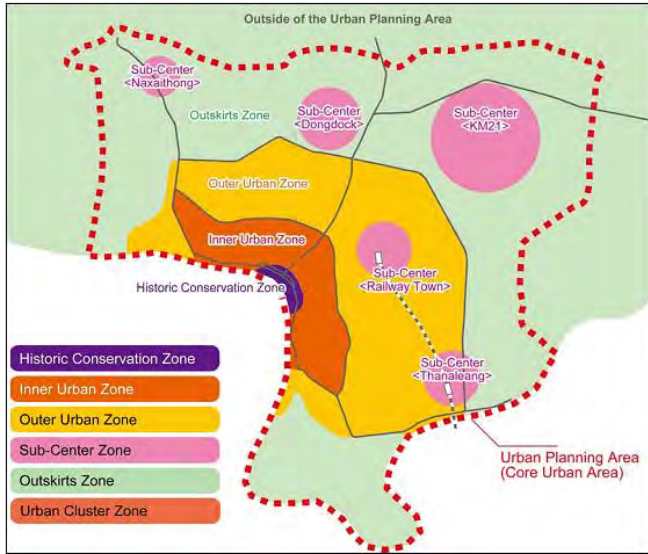 Outside of the Urban Planning Area
Sub-Center
<Naxaithong>
Outskirts Zone
Sub-Center
<Dongdock>
Sub-Center
<KM21>
Outer Urban Zone
Inner Urban Zone
Historic Conservation Zone
Sub-Center
<Railway Town>
Sub-Center
<Thanaleang>
Historic Conservation Zone
Inner Urban Zone
Outer Urban Zone
Sub-Center Zone
Outskirts Zone
Urban Cluster Zone
Urban Planning Area
(Core Urban Area)